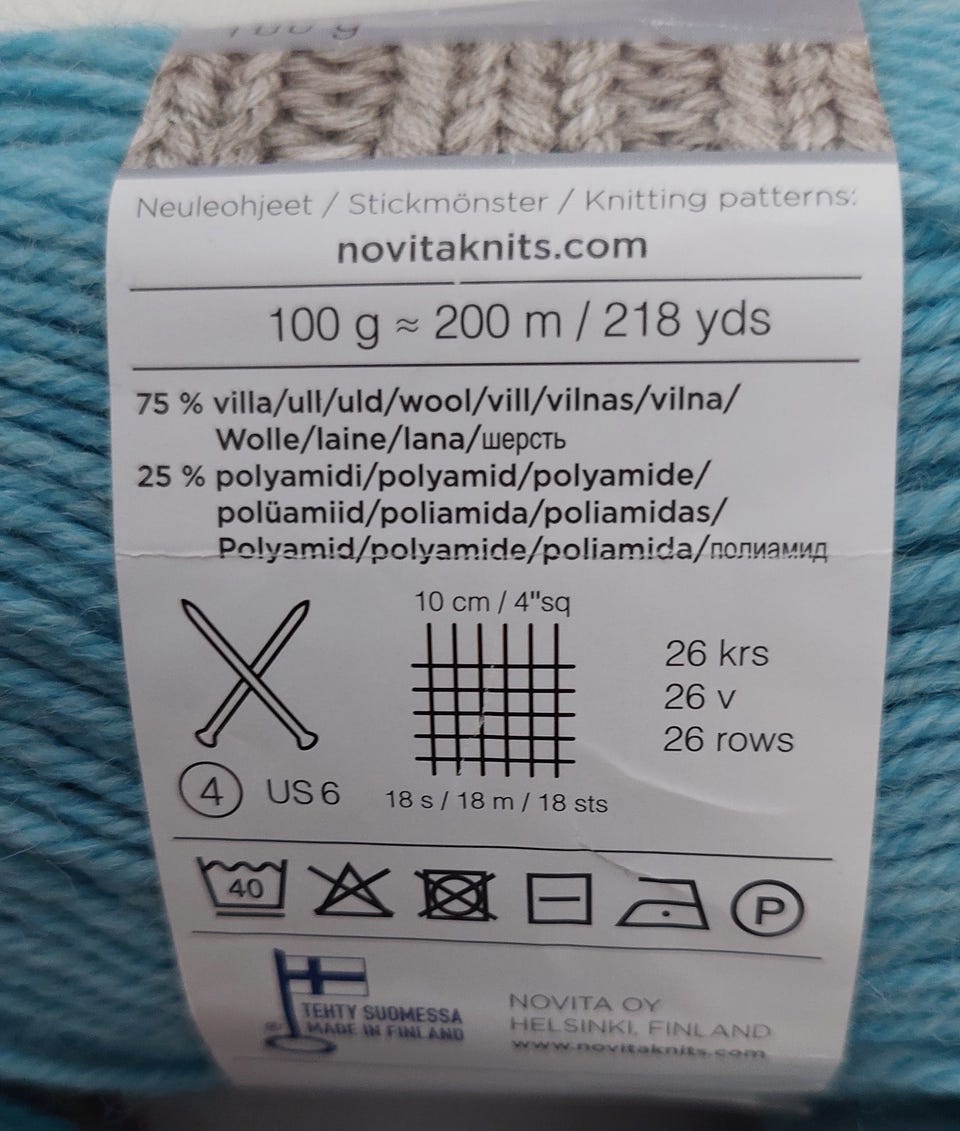 100 g
Neuleohjeet / Stickmönster / Knitting patterns:
novitaknits.com
100 g ≈ 200 m / 218 yds
75 % villa/ull/uld/wool/vill/vilnas/vilna/
Wolle/laine/lana/шерсть
25 % polyamidi/polyamid/polyamide/
polüamiid/poliamida/poliamidas/
Polyamid/polyamide/poliamida/полиамид
10 cm / 4"sq
26 krs
26 v
26 rows
4 US 6
18 s / 18 m / 18 sts
40
P
TEHTY SUOMESSA
MADE IN FINLAND
NOVITA OY
HELSINKI, FINLAND
www.novitaknits.com